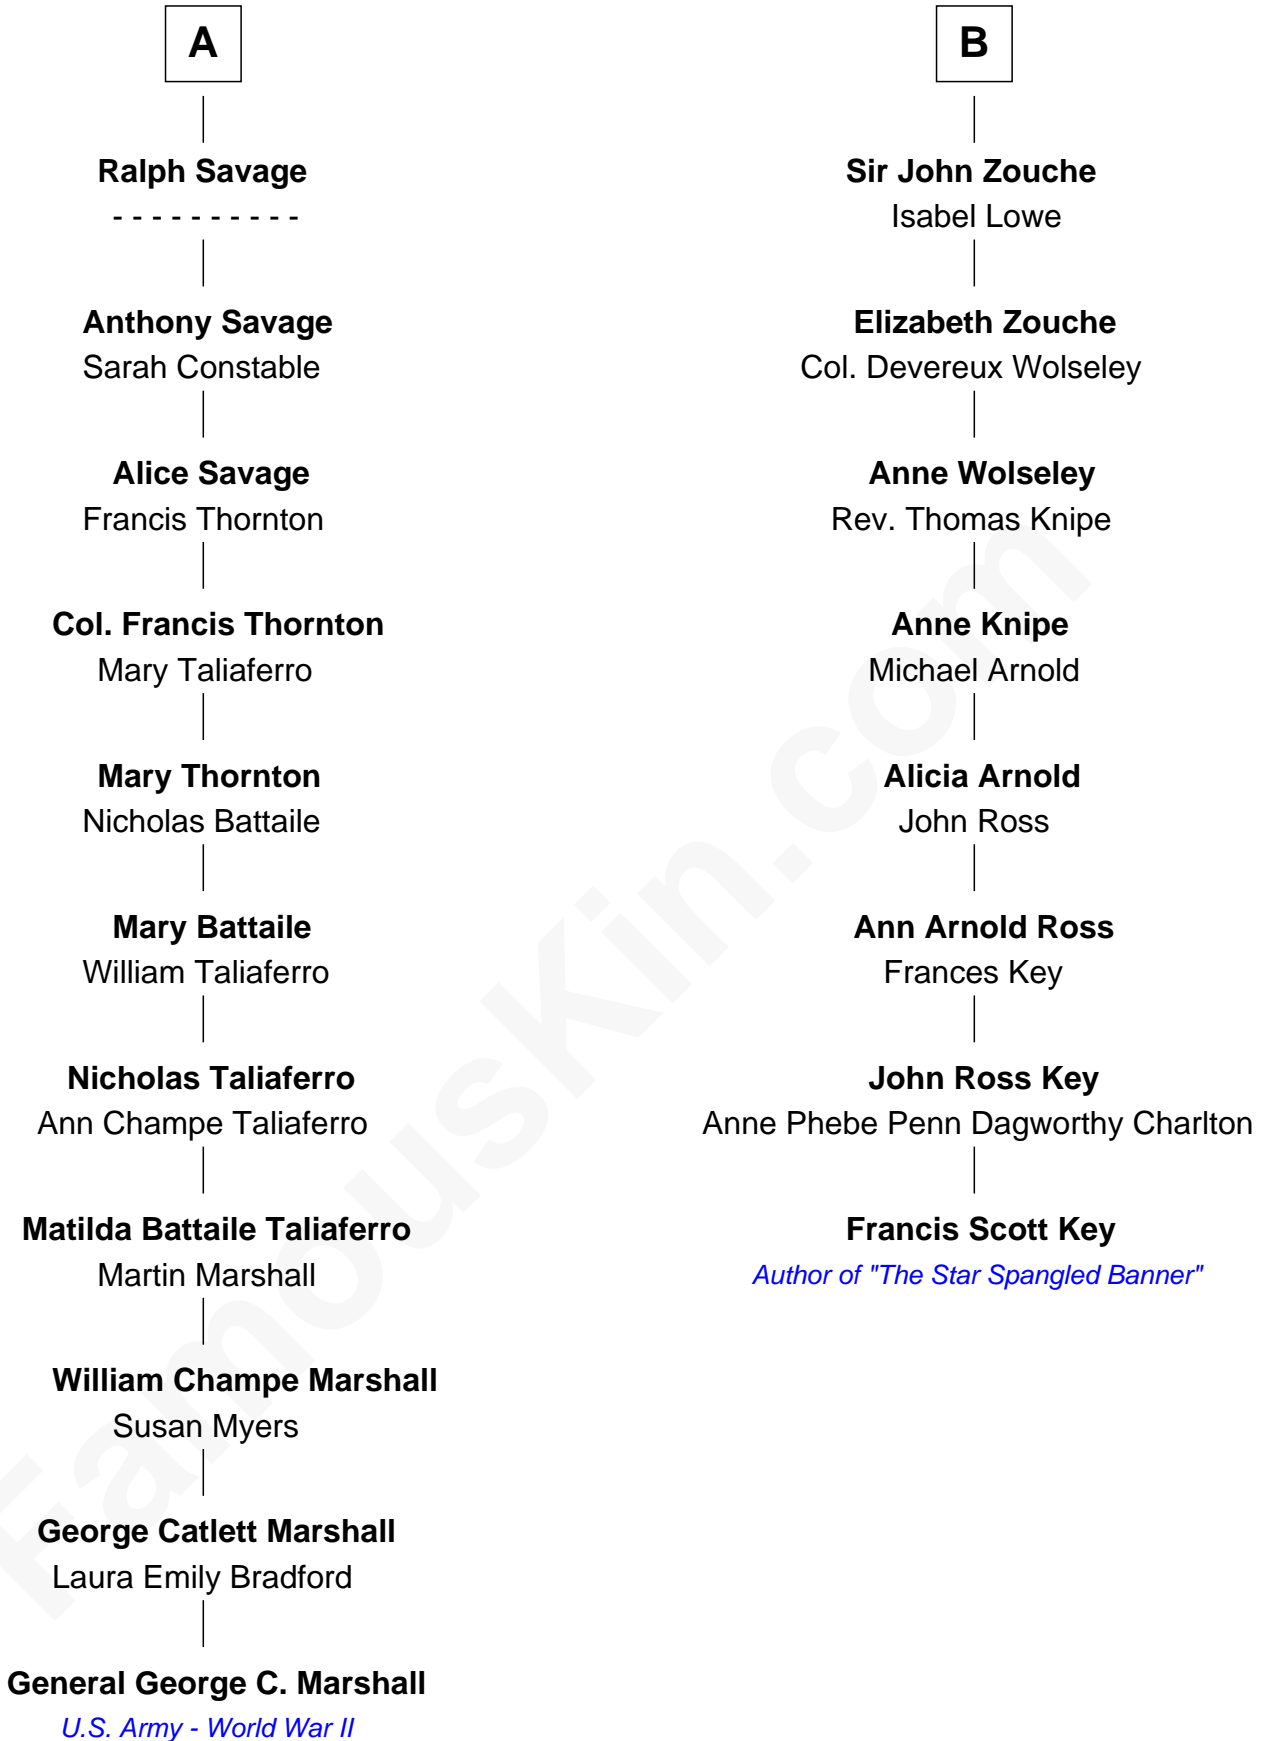 A
Ralph Savage
- - - - - - - - - -
Anthony Savage
Sarah Constable
Alice Savage
Francis Thornton
Col. Francis Thornton
Mary Taliaferro
Mary Thornton
Nicholas Battaile
Mary Battaile
William Taliaferro
Nicholas Taliaferro
Ann Champe Taliaferro
Matilda Battaile Taliaferro
Martin Marshall
William Champe Marshall
Susan Myers
George Catlett Marshall
Laura Emily Bradford
General George C. Marshall
U.S. Army - World War II
B
Sir John Zouche
Isabel Lowe
Elizabeth Zouche
Col. Devereux Wolseley
Anne Wolseley
Rev. Thomas Knipe
Anne Knipe
Michael Arnold
Alicia Arnold
John Ross
Ann Arnold Ross
Frances Key
John Ross Key
Anne Phebe Penn Dagworthy Charlton
Francis Scott Key
Author of "The Star Spangled Banner"
FamousKin.com